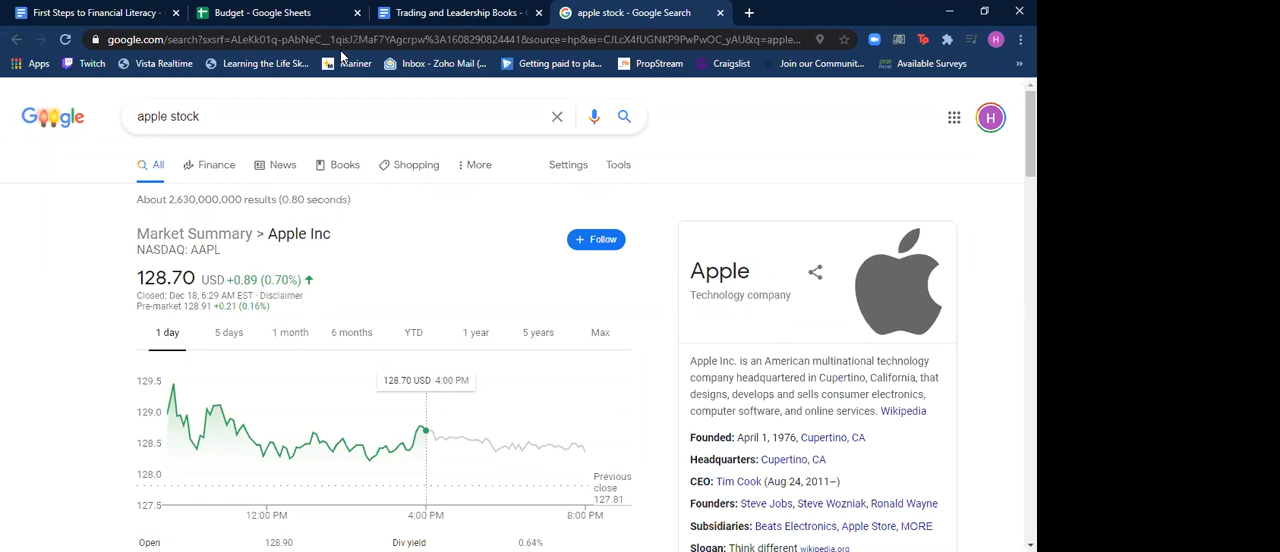 First Steps to Financial Literacy -
Budget - Google Sheets
Trading and Leadership Books -
apple stock - Google Search
google.com/search?sxsrf=ALeKk01q-pAbNeC__1qisJ2MaF7YAgcrpw%3A1608290824441&source=hp&ei=CJLcX4fUGNKP9PwPwOC_yAU&q=apple...
Apps
Twitch
Vista Realtime
Learning the Life Sk...
Mariner
Inbox - Zoho Mail (...
Getting paid to pla...
PropStream
Craigslist
Join our Communit...
Available Surveys
Google
apple stock
H
All
Finance
News
Books
Shopping
More
Settings
Tools
About 2,630,000,000 results (0.80 seconds)
Market Summary > Apple Inc
NASDAQ: AAPL
Follow
128.70 USD +0.89 (0.70%)
Closed: Dec 18, 6:29 AM EST · Disclaimer
Pre-market 128.91 +0.21 (0.16%)
1 day
5 days
1 month
6 months
YTD
1 year
5 years
Max
128.70 USD 4:00 PM
129.5
129.0
128.5
128.0
127.5
Previous
close
127.81
12:00 PM
4:00 PM
8:00 PM
Open 128.90 Div yield 0.64%
Apple
Technology company
Apple Inc. is an American multinational technology
company headquartered in Cupertino, California, that
designs, develops and sells consumer electronics,
computer software, and online services. Wikipedia
Founded: April 1, 1976, Cupertino, CA
Headquarters: Cupertino, CA
CEO: Tim Cook (Aug 24, 2011–)
Founders: Steve Jobs, Steve Wozniak, Ronald Wayne
Subsidiaries: Beats Electronics, Apple Store, MORE
Slogan: Think different wikipedia.org